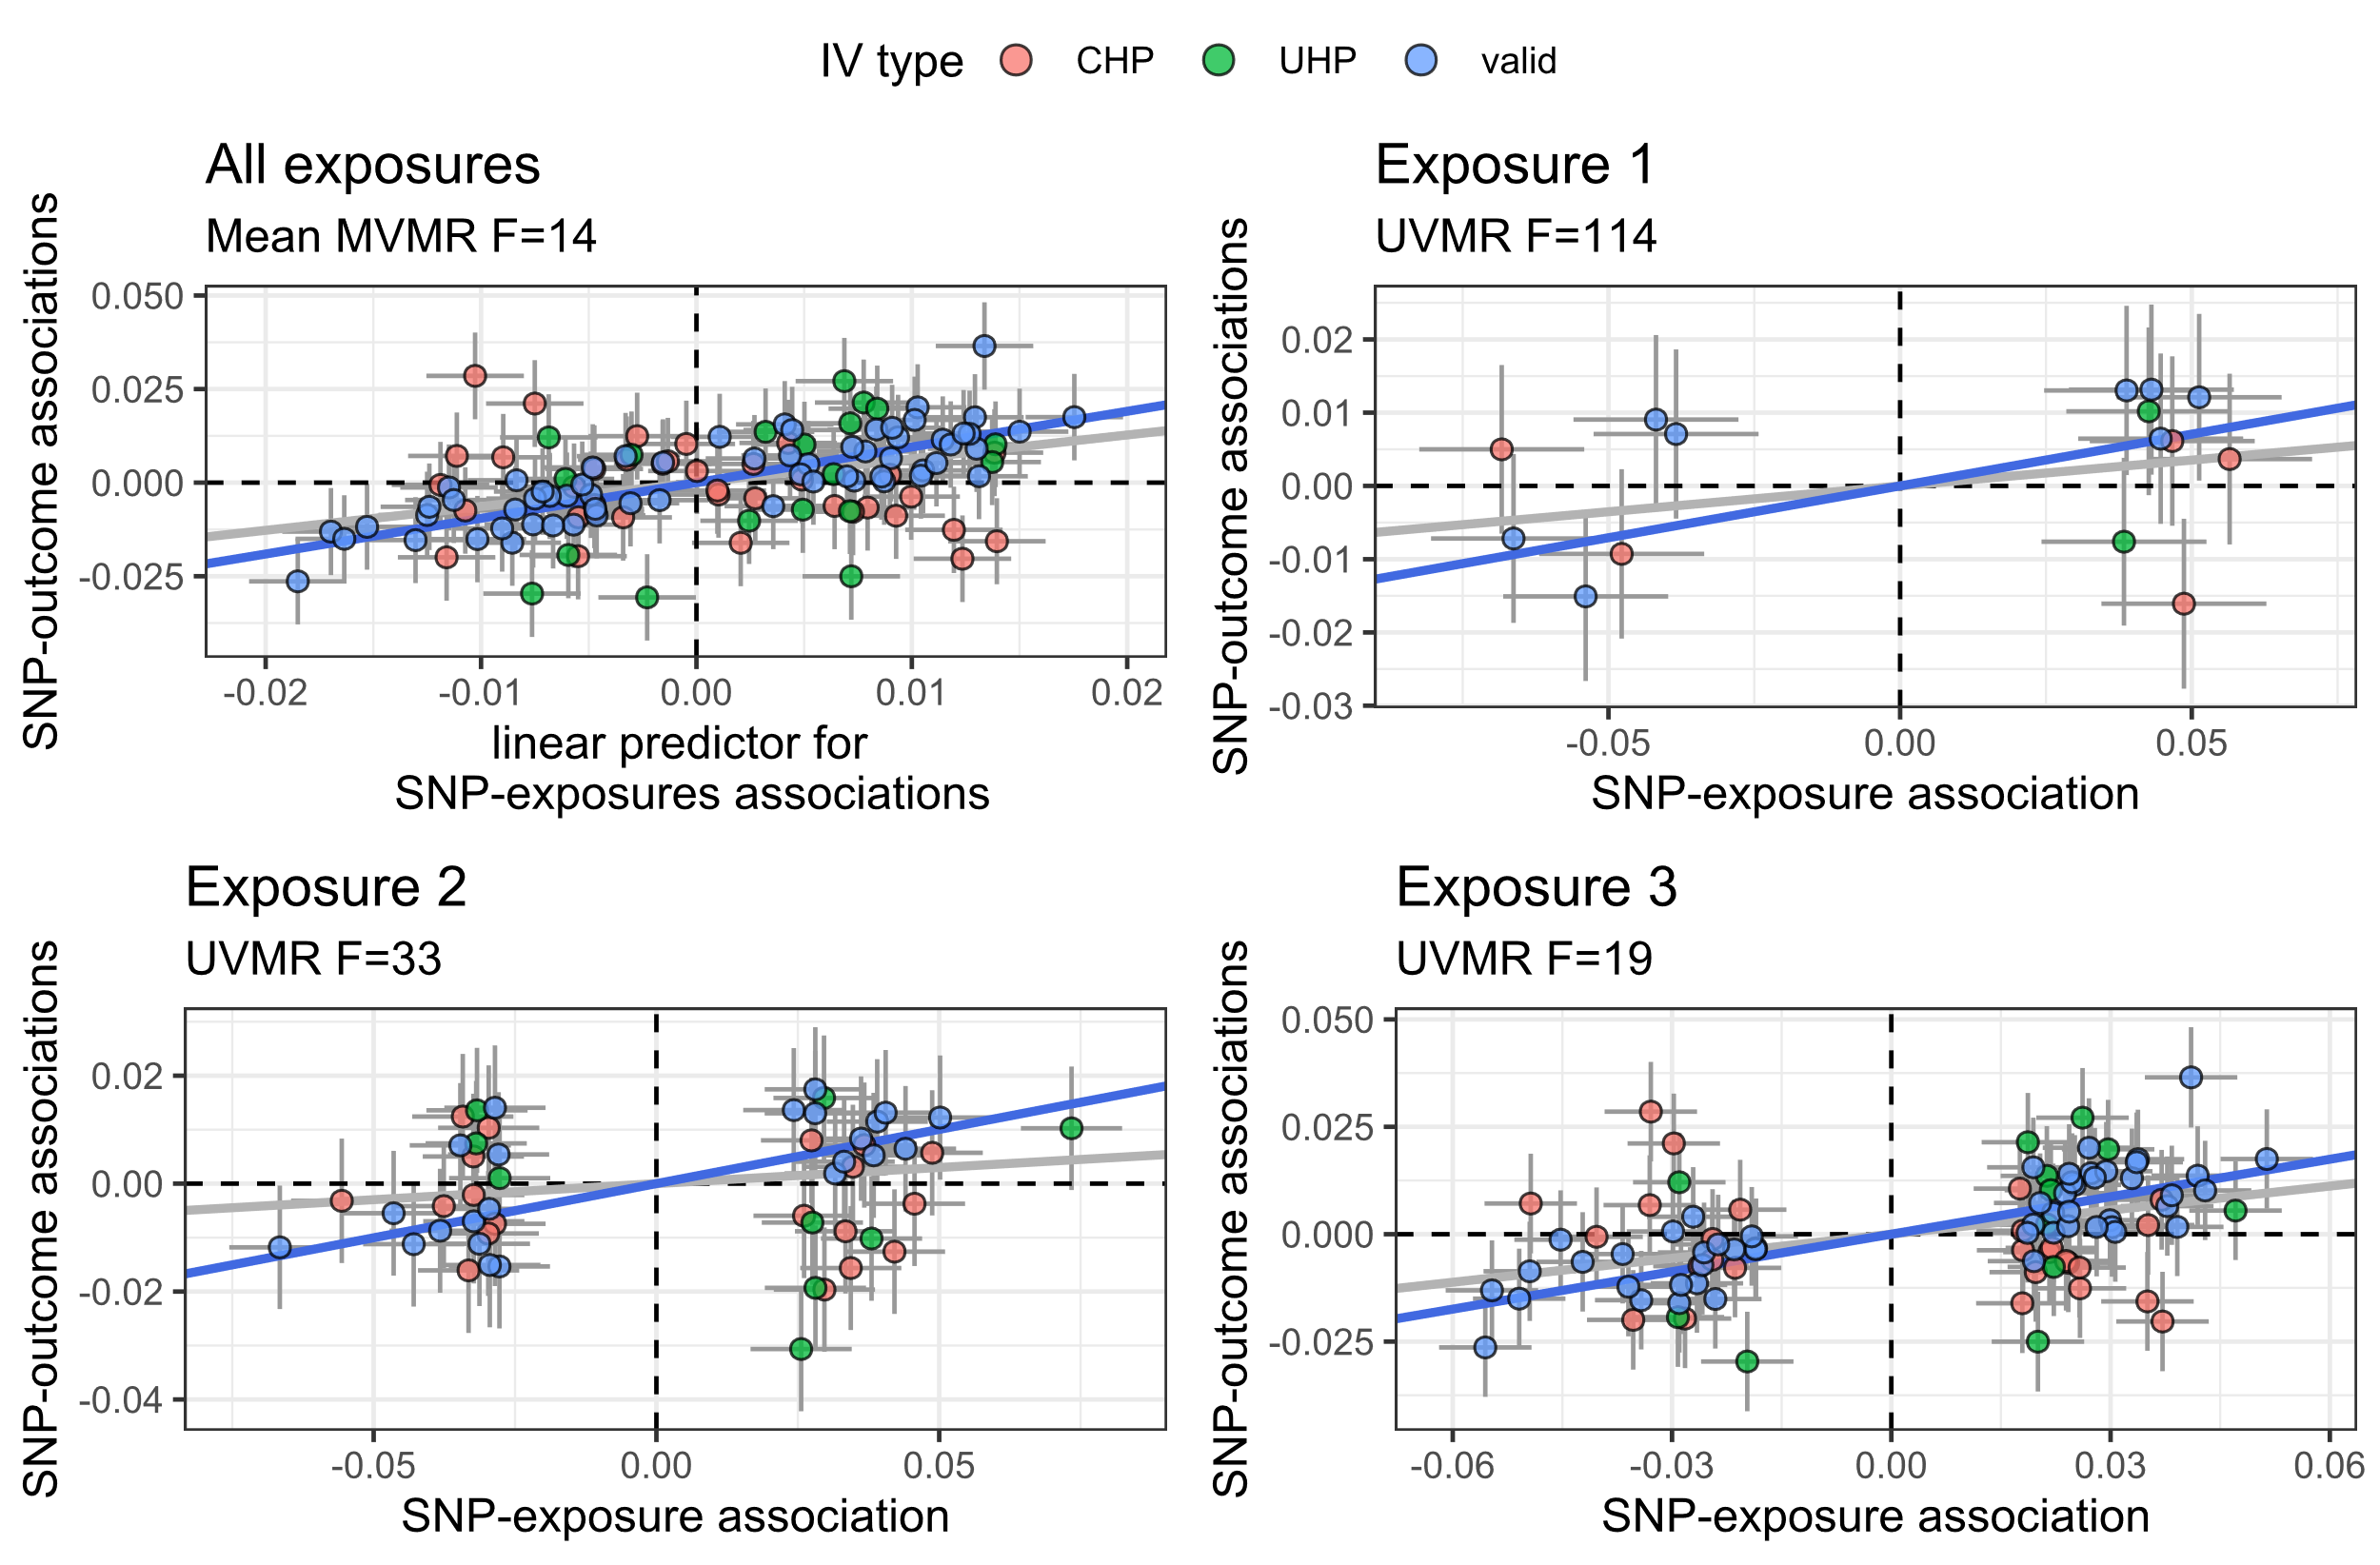 IV type CHP UHP valid
All exposures
Mean MVMR F=14
SNP-outcome associations
0.050
0.025
0.000
-0.025
-0.02 -0.01 0.00 0.01 0.02
linear predictor for
SNP-exposures associations
Exposure 1
UVMR F=114
SNP-outcome associations
0.02
0.01
0.00
-0.01
-0.02
-0.03
-0.05 0.00 0.05
SNP-exposure association
Exposure 2
UVMR F=33
SNP-outcome associations
0.02
0.00
-0.02
-0.04
-0.05 0.00 0.05
SNP-exposure association
Exposure 3
UVMR F=19
SNP-outcome associations
0.050
0.025
0.000
-0.025
-0.06 -0.03 0.00 0.03 0.06
SNP-exposure association